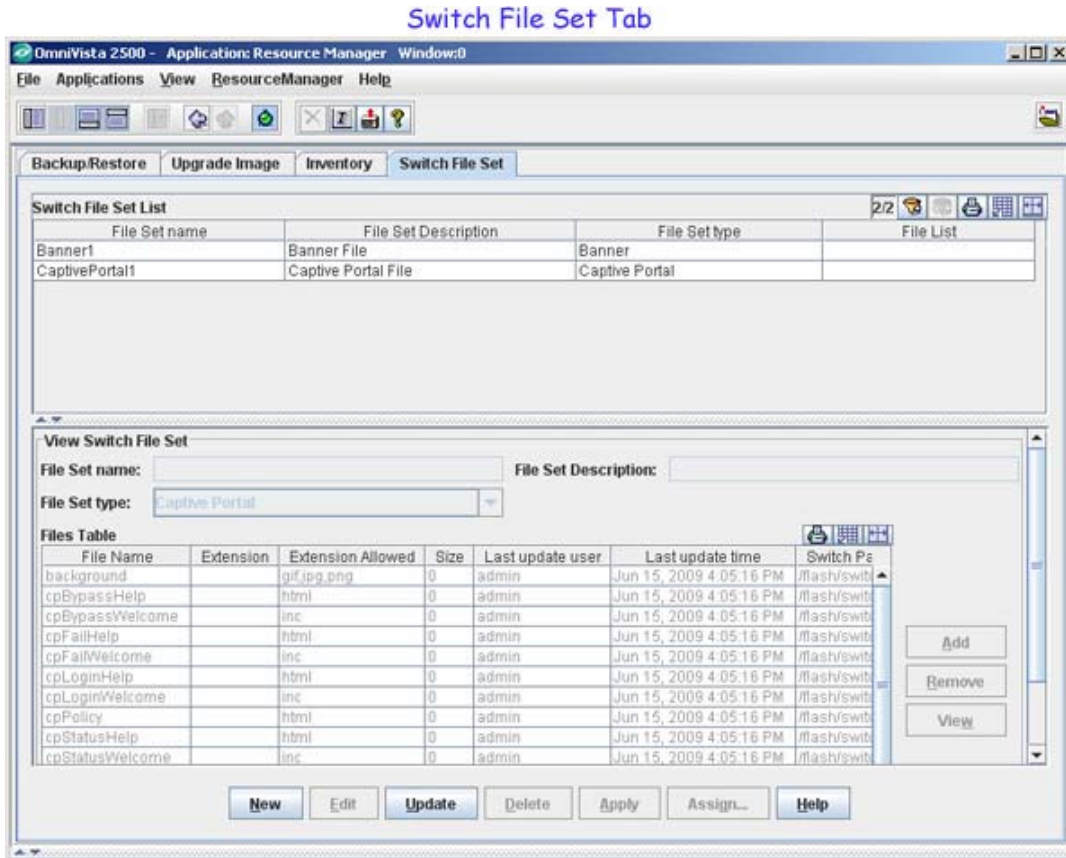 Switch File Set Tab
OmniVista 2500 - Application: Resource Manager Window:0
File Applications View ResourceManager Help
Backup/Restore Upgrade Image Inventory Switch File Set
Switch File Set List 2/2
File Set name File Set Description File Set type File List
Banner1 Banner File Banner
CaptivePortal1 Captive Portal File Captive Portal
View Switch File Set
File Set name: File Set Description:
File Set type: Captive Portal
Files Table
File Name Extension Extension Allowed Size Last update user Last update time Switch Pa
background gif,jpg,png 0 admin Jun 15, 2009 4:05:16 PM /flash/swit
cpBypassHelp html 0 admin Jun 15, 2009 4:05:16 PM /flash/swit
cpBypassWelcome inc 0 admin Jun 15, 2009 4:05:16 PM /flash/swit
cpFailHelp html 0 admin Jun 15, 2009 4:05:16 PM /flash/swit
cpFailWelcome inc 0 admin Jun 15, 2009 4:05:16 PM /flash/swit
cpLoginHelp html 0 admin Jun 15, 2009 4:05:16 PM /flash/swit
cpLoginWelcome inc 0 admin Jun 15, 2009 4:05:16 PM /flash/swit
cpPolicy html 0 admin Jun 15, 2009 4:05:16 PM /flash/swit
cpStatusHelp html 0 admin Jun 15, 2009 4:05:16 PM /flash/swit
cpStatusWelcome inc 0 admin Jun 15, 2009 4:05:16 PM /flash/swit
Add
Remove
View
New Edit Update Delete Apply Assign... Help